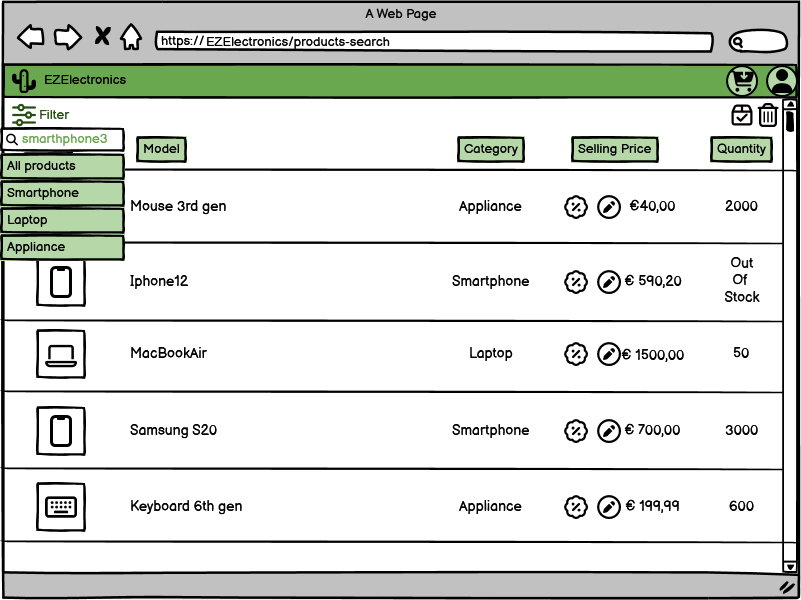 A Web Page
https://EZElectronics/products-search
EZElectronics
Filter
smarthphone3
All products
Smartphone
Laptop
Appliance
Model
Category
Selling Price
Quantity
Mouse 3rd gen
Appliance
€40,00
2000
Iphone12
Smartphone
€ 590,20
Out
Of
Stock
MacBookAir
Laptop
€ 1500,00
50
Samsung S20
Smartphone
€ 700,00
3000
Keyboard 6th gen
Appliance
€ 199,99
600